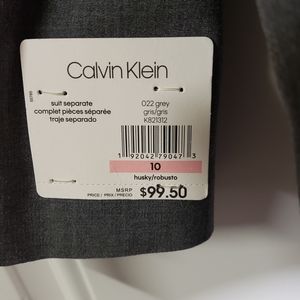 Calvin Klein
suit separate
complet pièces séparée
traje separado
022 grey
gris/gris
K821312
1 92042 79047 3
10
husky/robusto
MSRP
PRICE / PRIX / PRECIO
$99.50